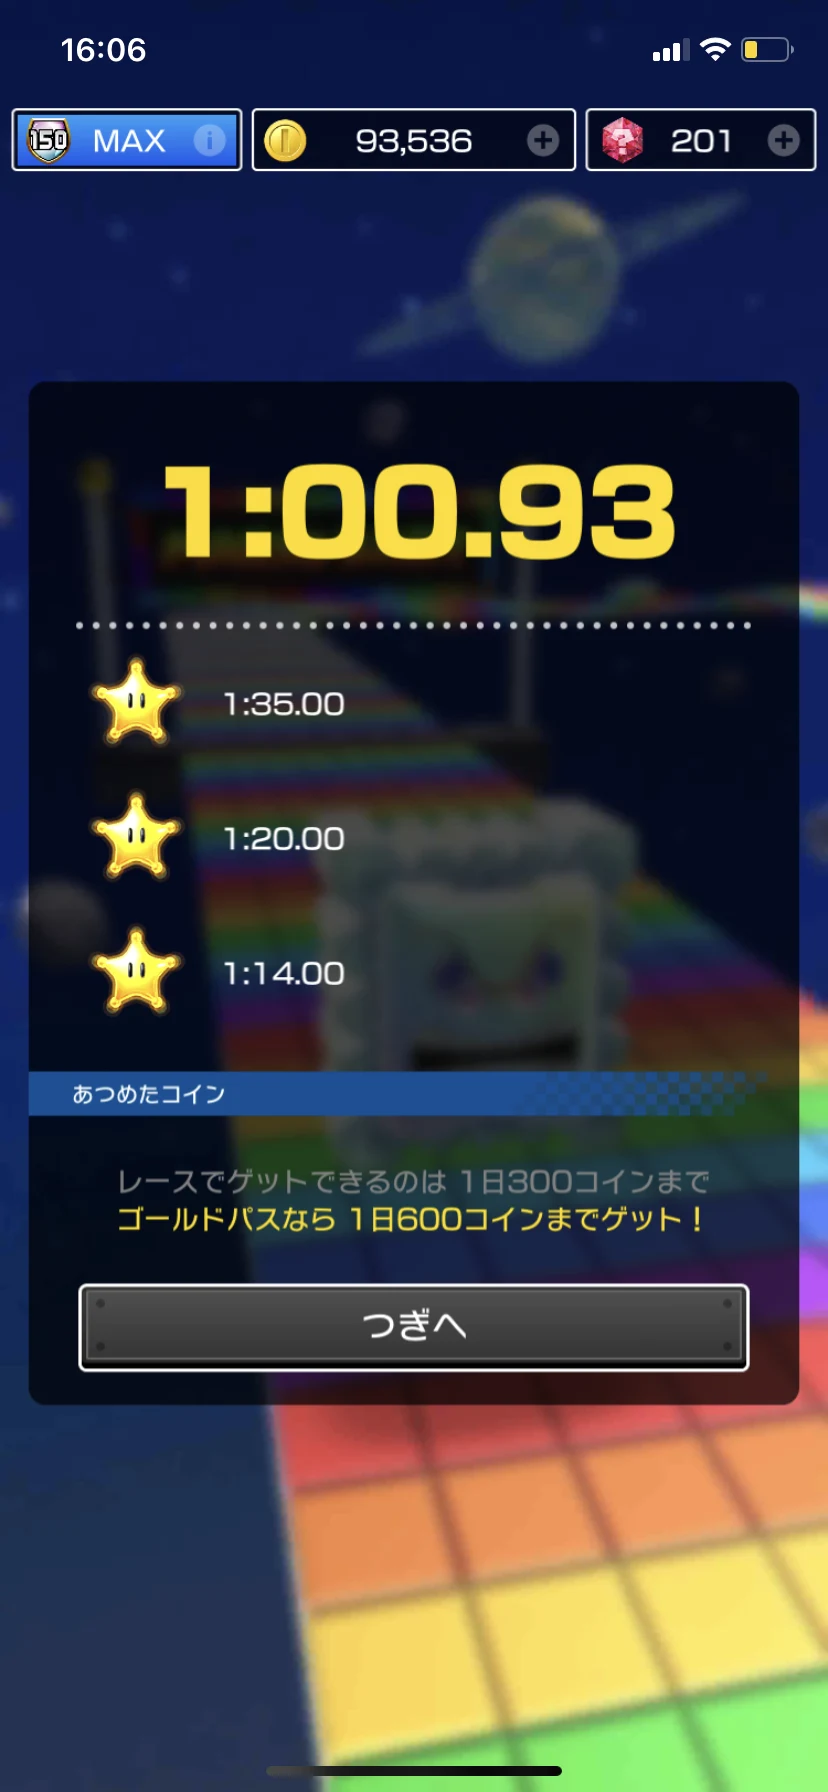 16:06
150 MAX i 93,536 + ? 201 +
1:00.93
1:35.00
1:20.00
1:14.00
あつめたコイン
レースでゲットできるのは 1日300コインまで
ゴールドパスなら 1日600コインまでゲット！
つぎへ